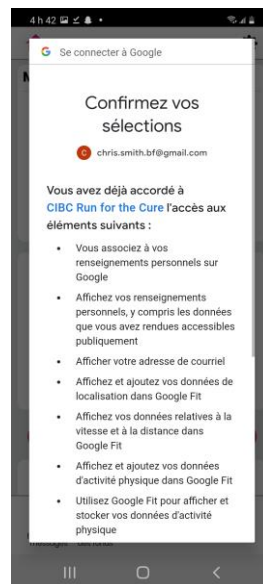 4 h 42
Se connecter à Google
Confirmez vos
sélections
chris.smith.bf@gmail.com
Vous avez déjà accordé à
CIBC Run for the Cure l'accès aux
éléments suivants :
• Vous associez à vos
renseignements personnels sur
Google
• Affichez vos renseignements
personnels, y compris les données
que vous avez rendues accessibles
publiquement
• Afficher votre adresse de courriel
• Affichez et ajoutez vos données de
localisation dans Google Fit
• Affichez vos données relatives à la
vitesse et à la distance dans
Google Fit
• Affichez et ajoutez vos données
d'activité physique dans Google Fit
• Utilisez Google Fit pour afficher et
stocker vos données d'activité
physique